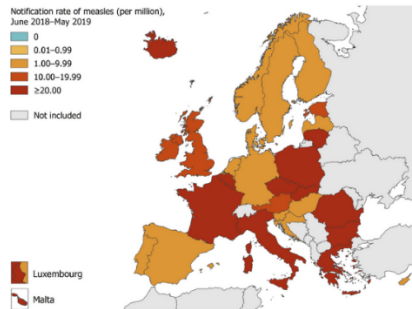 Notification rate of measles (per million),
June 2018–May 2019
0
0.01–0.99
1.00–9.99
10.00–19.99
≥20.00
Not included
Luxembourg
Malta